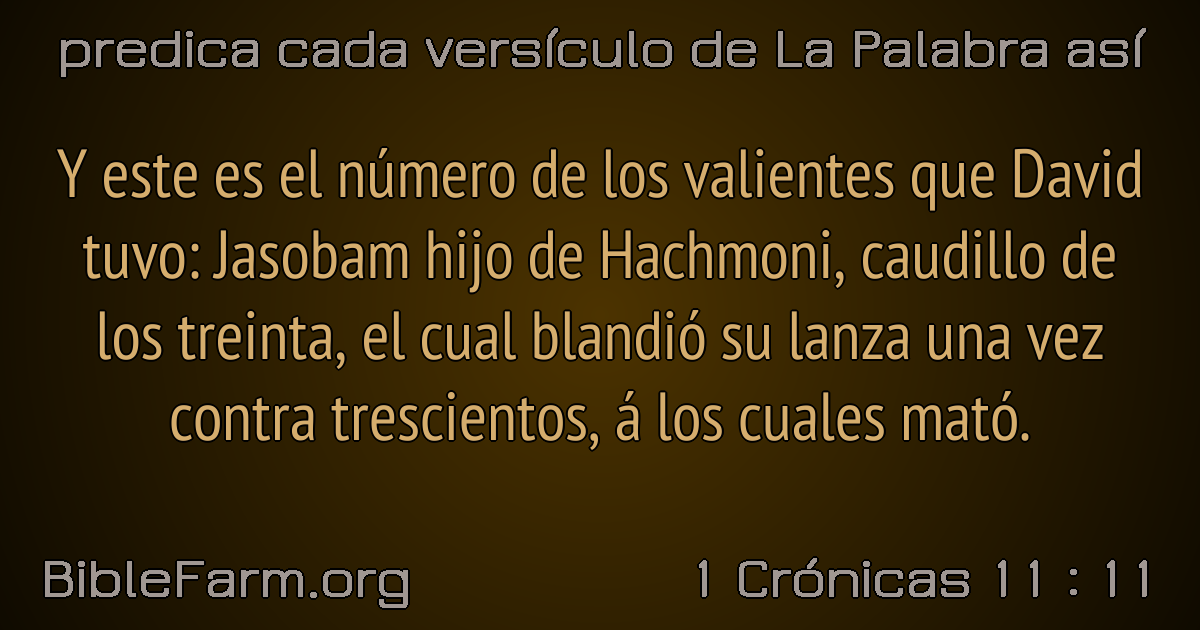 predica cada versículo de La Palabra así
Y este es el número de los valientes que David
tuvo: Jasobam hijo de Hachmoni, caudillo de
los treinta, el cual blandió su lanza una vez
contra trescientos, á los cuales mató.
BibleFarm.org
1 Crónicas 11 : 11